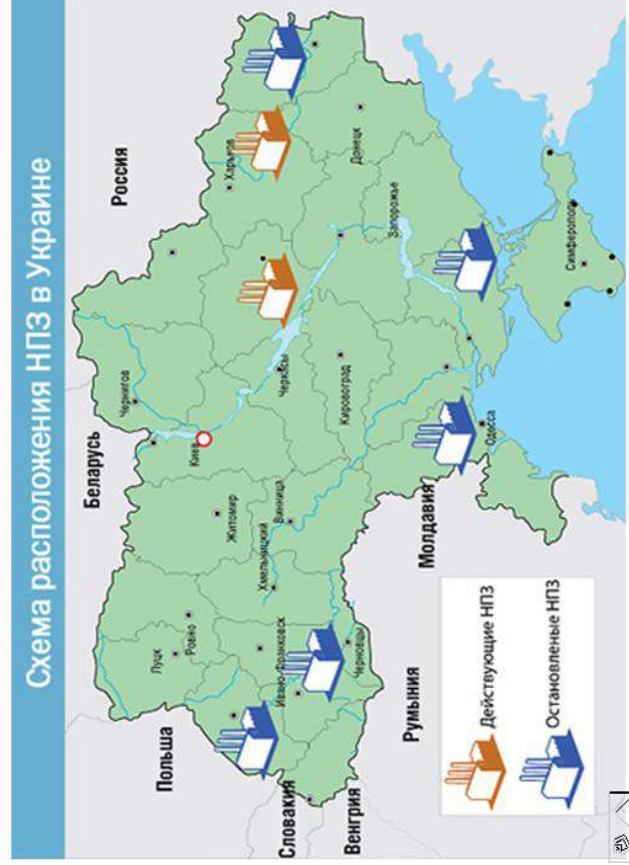 Схема расположения НПЗ в Украине
Беларусь
Россия
Польша
Словакия
Венгрия
Румыния
Молдавия
Чернигов
Луцк
Ровно
Житомир
Киев
Харьков
Хмельницкий
Винница
Черкассы
Ивано-Франковск
Черновцы
Кировоград
Донецк
Запорожье
Одесса
Симферополь
Действующие НПЗ
Остановленые НПЗ